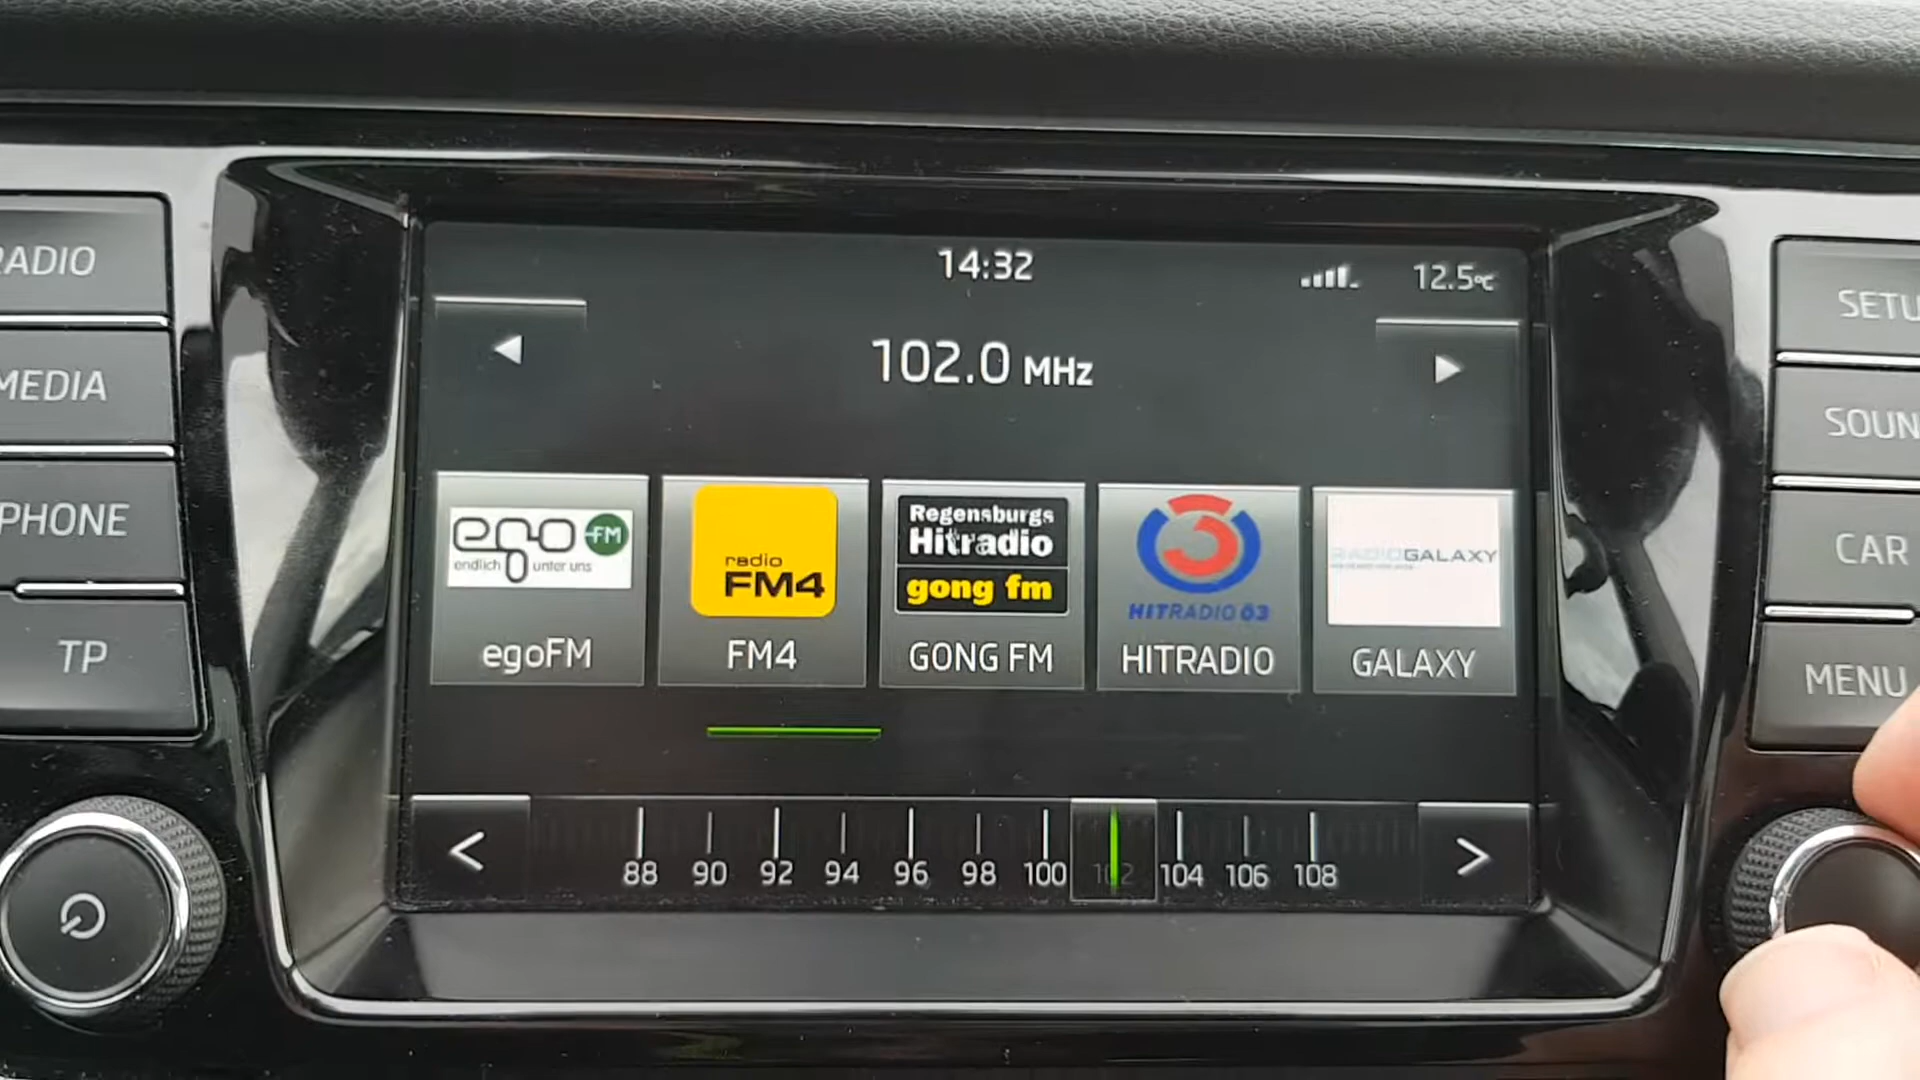 14:32
12.5°C
102.0 MHz
RADIO
MEDIA
PHONE
TP
ego FM
endlich unter uns
egoFM
radio
FM4
FM4
Regensburgs
Hitradio
gong fm
GONG FM
3
HITRADIO Ö3
HITRADIO
RADIO GALAXY
GALAXY
SETU
SOUN
CAR
MENU
<
88 90 92 94 96 98 100 102 104 106 108
>